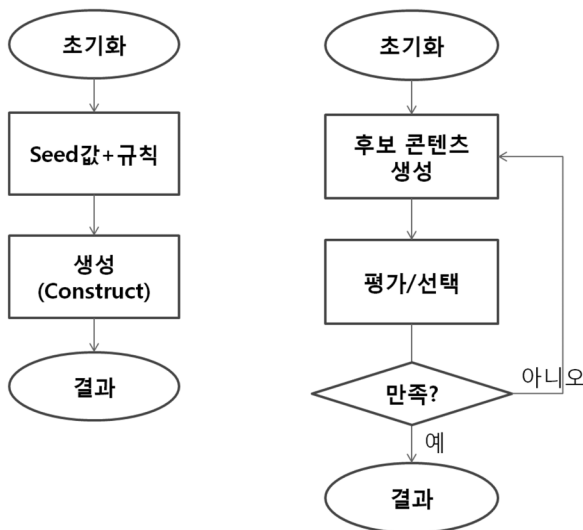 초기화
Seed값+규칙
생성
(Construct)
결과
초기화
후보 콘텐츠
생성
평가/선택
만족?
아니오
예
결과